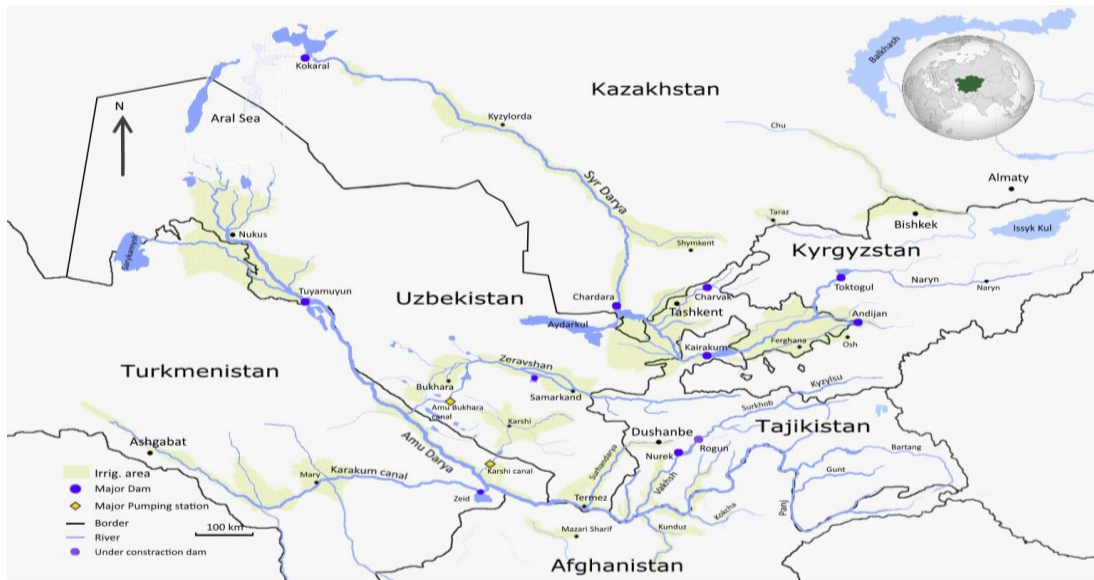 Kokaral
Kazakhstan
Balkhash
N
Aral Sea
Kyzylorda
Chu
Almaty
Syr Darya
Taraz
Bishkek
Issyk Kul
Nukus
Shymkent
Kyrgyzstan
Sarykamysh
Tuyamuyun
Uzbekistan
Chardara
Charvak
Toktogul
Naryn
Naryn
Tashkent
Andijan
Aydarkul
Kairakum
Ferghana
Osh
Turkmenistan
Zeravshan
Bukhara
Samarkand
Kyzylsu
Amu Bukhara
canal
Surkhob
Karshi
Dushanbe
Tajikistan
Ashgabat
Amu Darya
Surhandarya
Nurek
Rogun
Bartang
Irrig. area
Karshi canal
Vakhsh
Gunt
Major Dam
Mary
Karakum canal
Zeid
Termez
Panj
Major Pumping station
Border
100 km
Kunduz
Kokcha
River
Mazari Sharif
Under constraction dam
Afghanistan